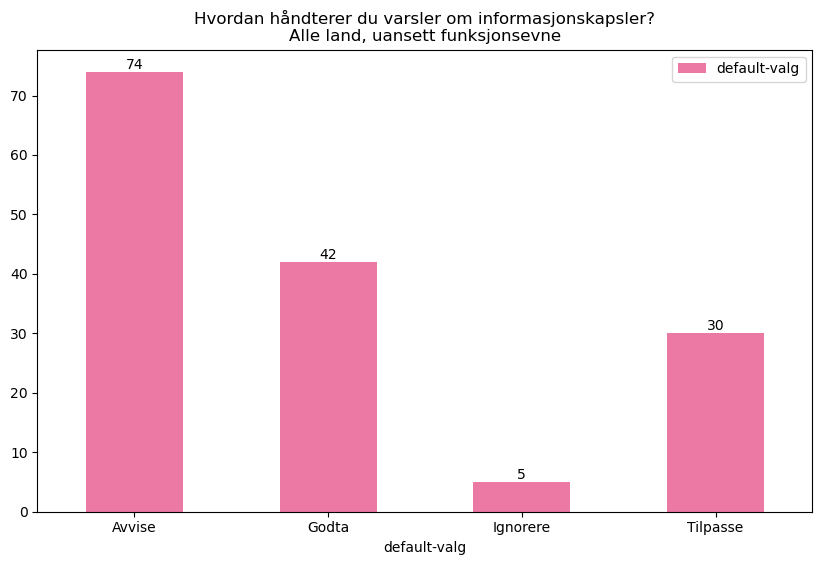 Hvordan håndterer du varsler om informasjonskapsler?
Alle land, uansett funksjonsevne
default-valg
74
42
5
30
70
60
50
40
30
20
10
0
Avvise Godta Ignorere Tilpasse
default-valg